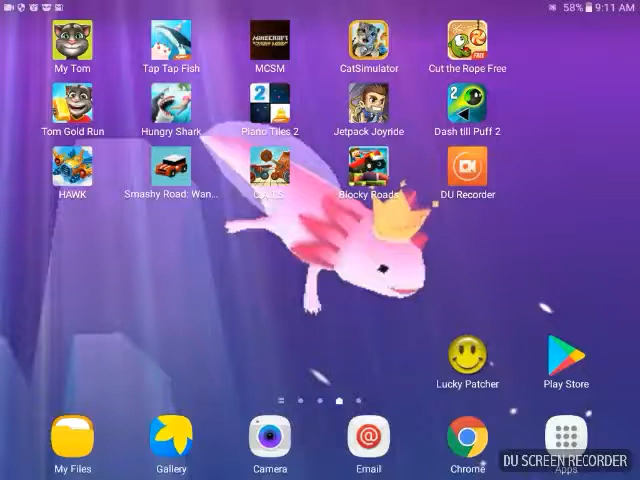 58% 9:11 AM
My Tom Tap Tap Fish MCSM CatSimulator Cut the Rope Free
Tom Gold Run Hungry Shark Piano Tiles 2 Jetpack Joyride Dash till Puff 2
HAWK Smashy Road: Wan... C.A.T.S. Blocky Roads DU Recorder
Lucky Patcher Play Store
My Files Gallery Camera Email Chrome Apps
DU SCREEN RECORDER